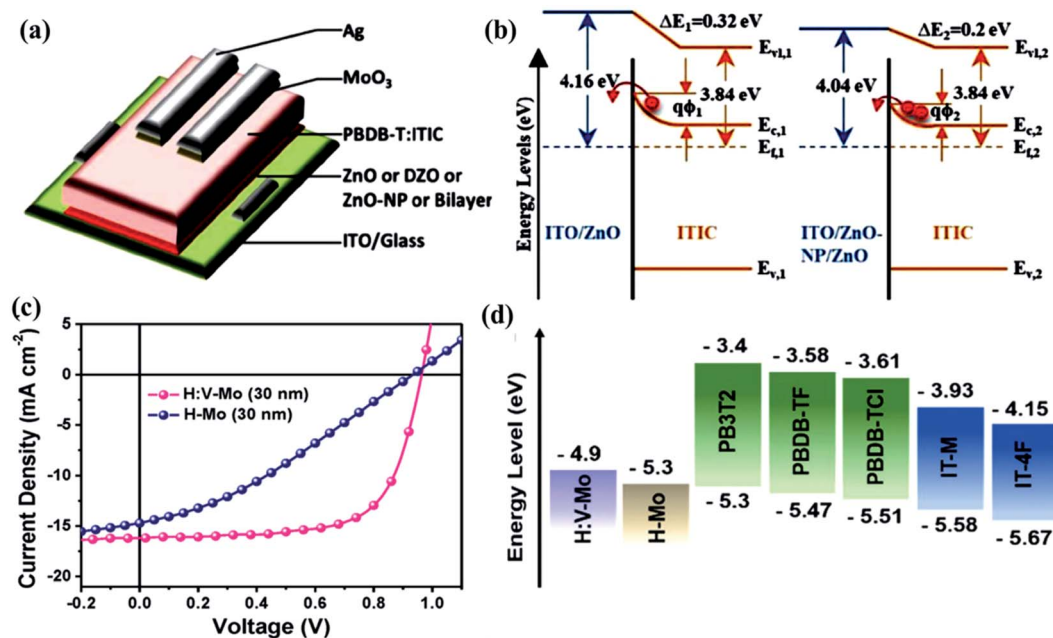 (a)
Ag
MoO3
PBDB-T:ITIC
ZnO or DZO or
ZnO-NP or Bilayer
ITO/Glass
(b)
Energy Levels (eV)
ΔE1=0.32 eV
Evl,1
4.16 eV
3.84 eV
qϕ1
Ec,1
Ef,1
ITO/ZnO
ITIC
Ev,1
ΔE2=0.2 eV
Evl,2
4.04 eV
3.84 eV
qϕ2
Ec,2
Ef,2
ITO/ZnO-
NP/ZnO
ITIC
Ev,2
(c)
Current Density (mA cm-2)
5
0
-5
-10
-15
-21
H:V-Mo (30 nm)
H-Mo (30 nm)
-0.2 0.0 0.2 0.4 0.6 0.8 1.0
Voltage (V)
(d)
Energy Level (eV)
- 4.9
H:V-Mo
- 5.3
H-Mo
- 3.4
PB3T2
- 5.3
- 3.58
PBDB-TF
- 5.47
- 3.61
PBDB-TCl
- 5.51
- 3.93
IT-M
- 5.58
- 4.15
IT-4F
- 5.67